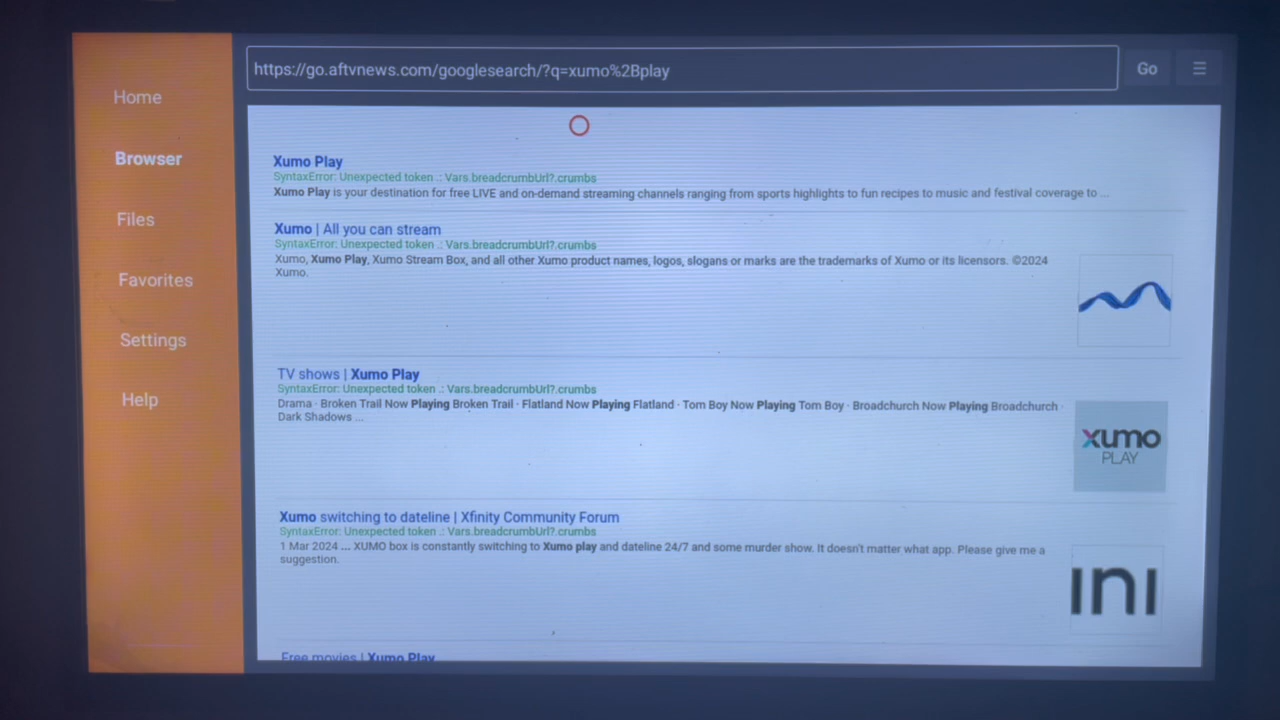 https://go.aftvnews.com/googlesearch/?q=xumo%2Bplay
Go
Home
Browser
Files
Favorites
Settings
Help
Xumo Play
SyntaxError: Unexpected token .: Vars.breadcrumbUrl?.crumbs
Xumo Play is your destination for free LIVE and on-demand streaming channels ranging from sports highlights to fun recipes to music and festival coverage to ...
Xumo | All you can stream
SyntaxError: Unexpected token .: Vars.breadcrumbUrl?.crumbs
Xumo, Xumo Play, Xumo Stream Box, and all other Xumo product names, logos, slogans or marks are the trademarks of Xumo or its licensors. ©2024
Xumo.
TV shows | Xumo Play
SyntaxError: Unexpected token .: Vars.breadcrumbUrl?.crumbs
Drama · Broken Trail Now Playing Broken Trail · Flatland Now Playing Flatland · Tom Boy Now Playing Tom Boy · Broadchurch Now Playing Broadchurch ·
Dark Shadows ...
xumo
PLAY
Xumo switching to dateline | Xfinity Community Forum
SyntaxError: Unexpected token .: Vars.breadcrumbUrl?.crumbs
1 Mar 2024 ... XUMO box is constantly switching to Xumo play and dateline 24/7 and some murder show. It doesn't matter what app. Please give me a
suggestion.
ini
Free movies | Xumo Play